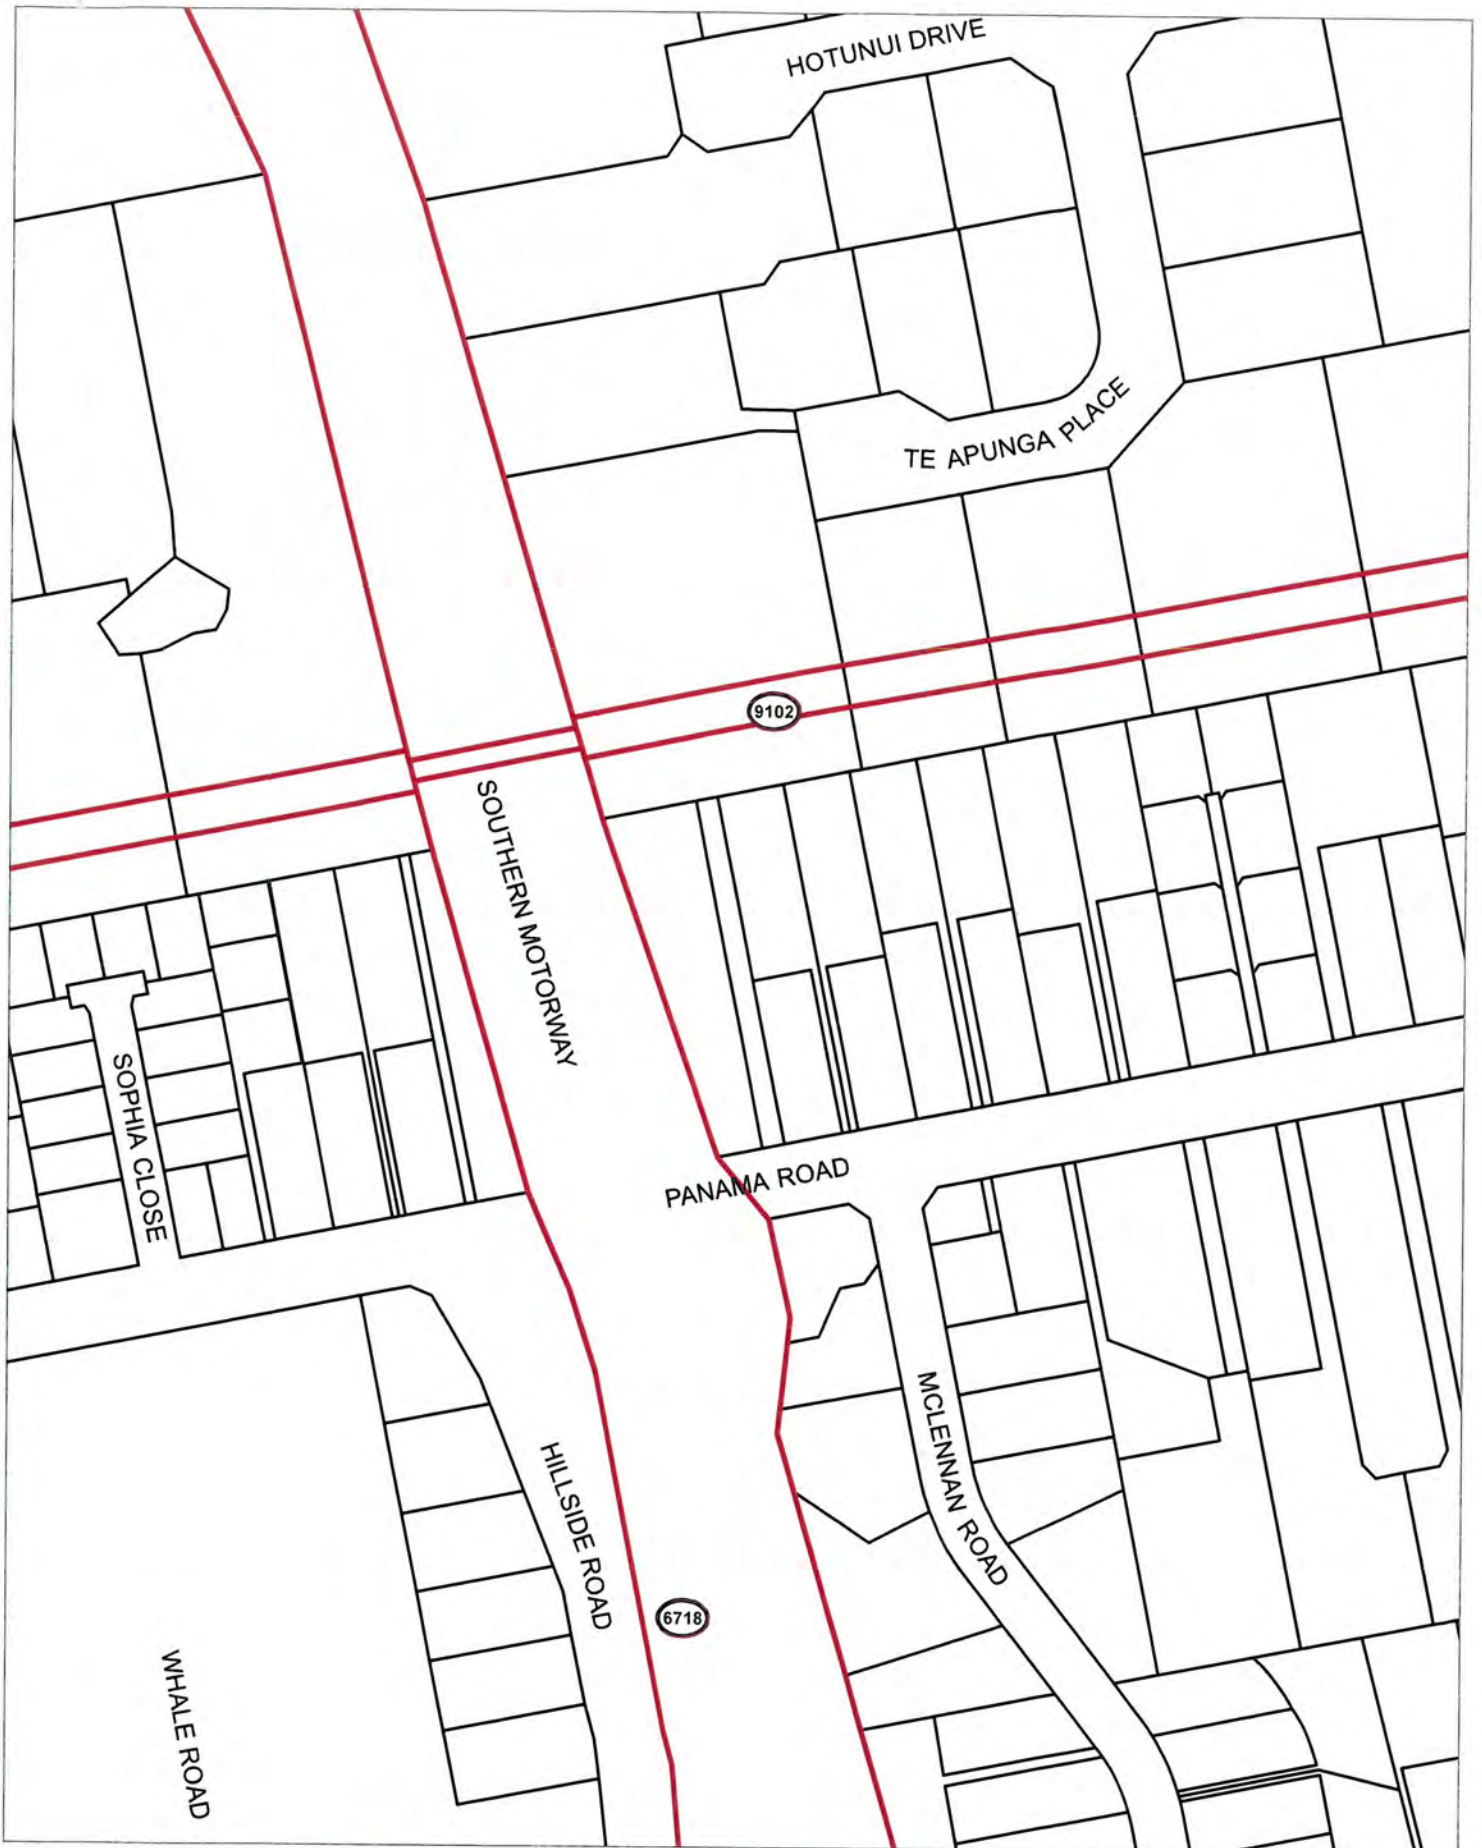 HOTUNUI DRIVE
TE APUNGA PLACE
9102
SOUTHERN MOTORWAY
SOPHIA CLOSE
PANAMA ROAD
MCLENNAN ROAD
HILLSIDE ROAD
6718
WHALE ROAD